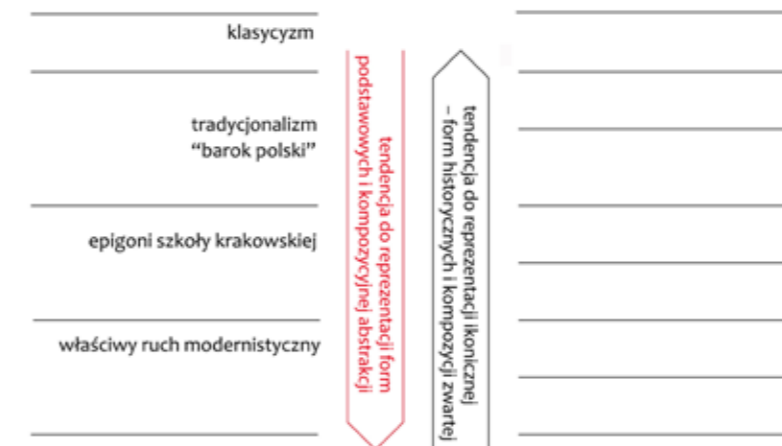 klasycyzm
tradycjonalizm
“barok polski”
epigoni szkoły krakowskiej
właściwy ruch modernistyczny
tendencja do reprezentacji form
podstawowych i kompozycyjnej abstrakcji
tendencja do reprezentacji ikonicznej
– form historycznych i kompozycji zwartej